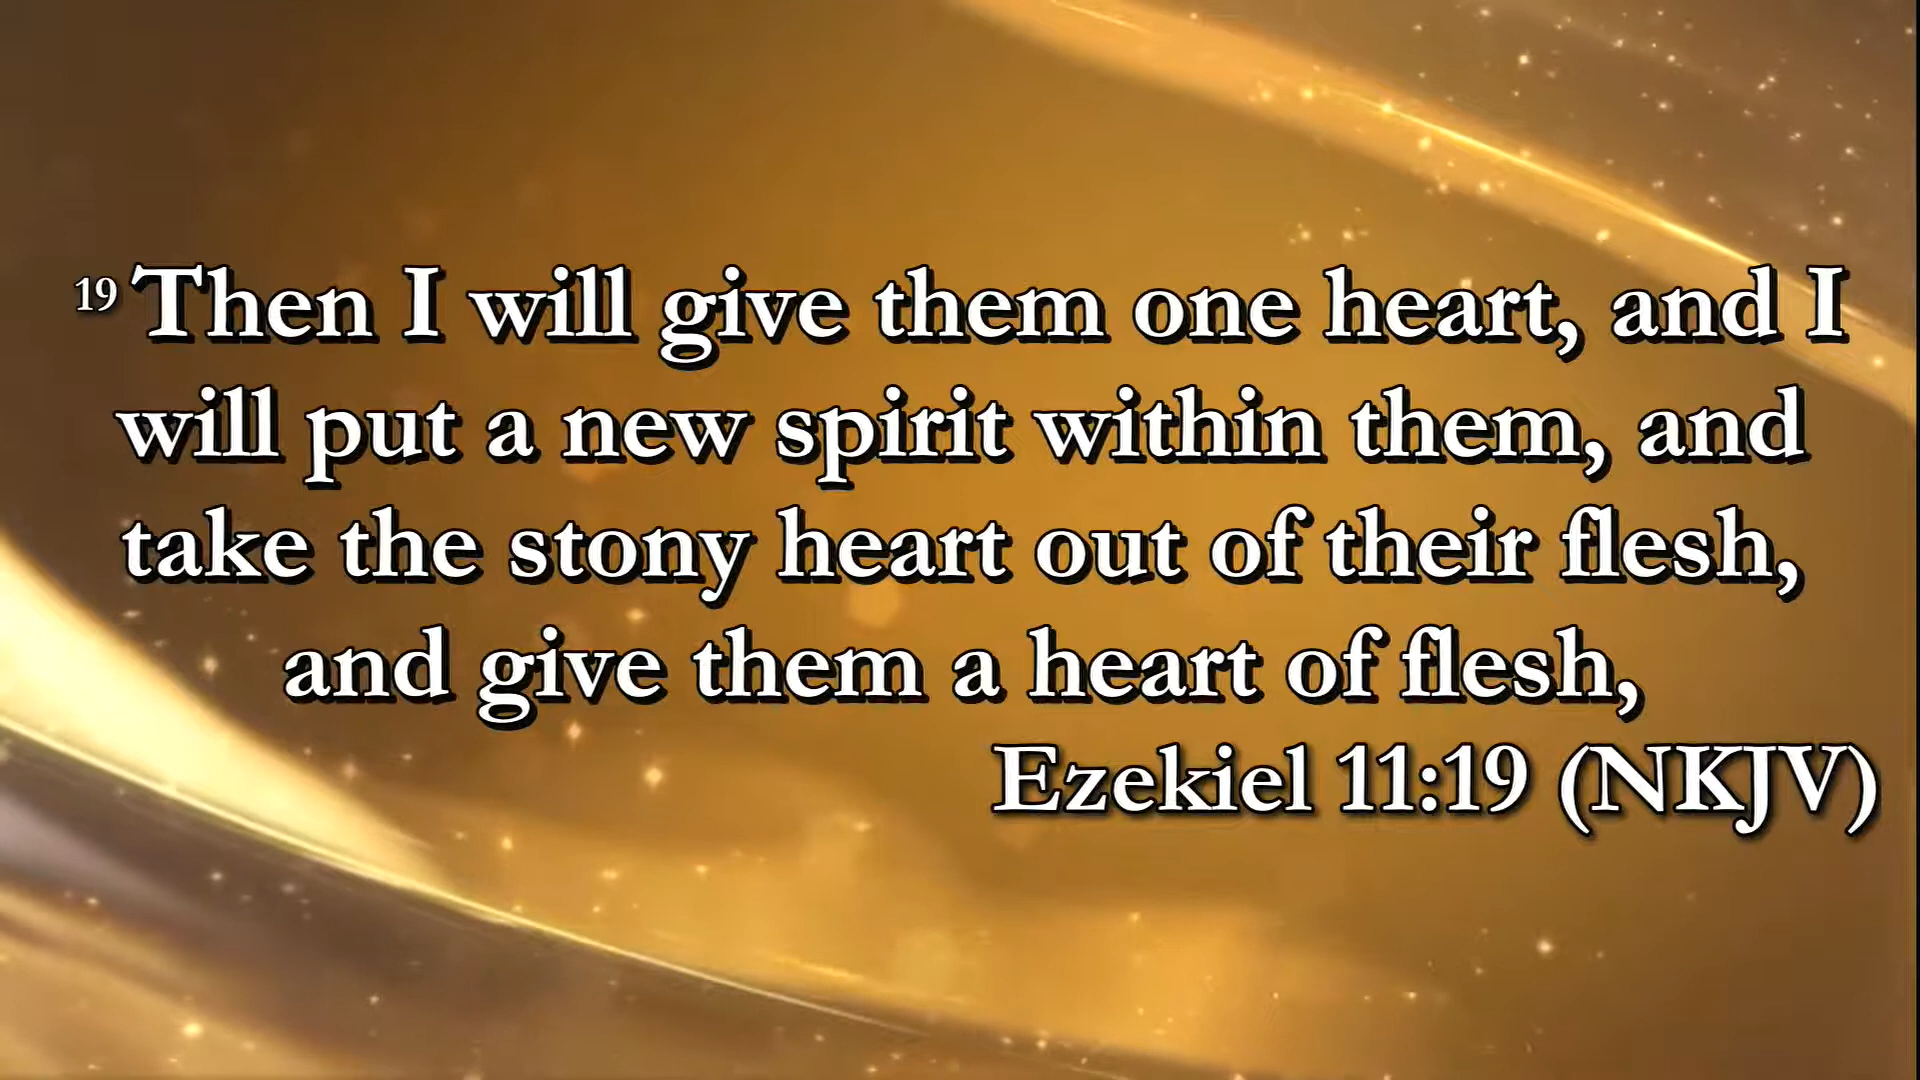 19 Then I will give them one heart, and I
will put a new spirit within them, and
take the stony heart out of their flesh,
and give them a heart of flesh,
Ezekiel 11:19 (NKJV)